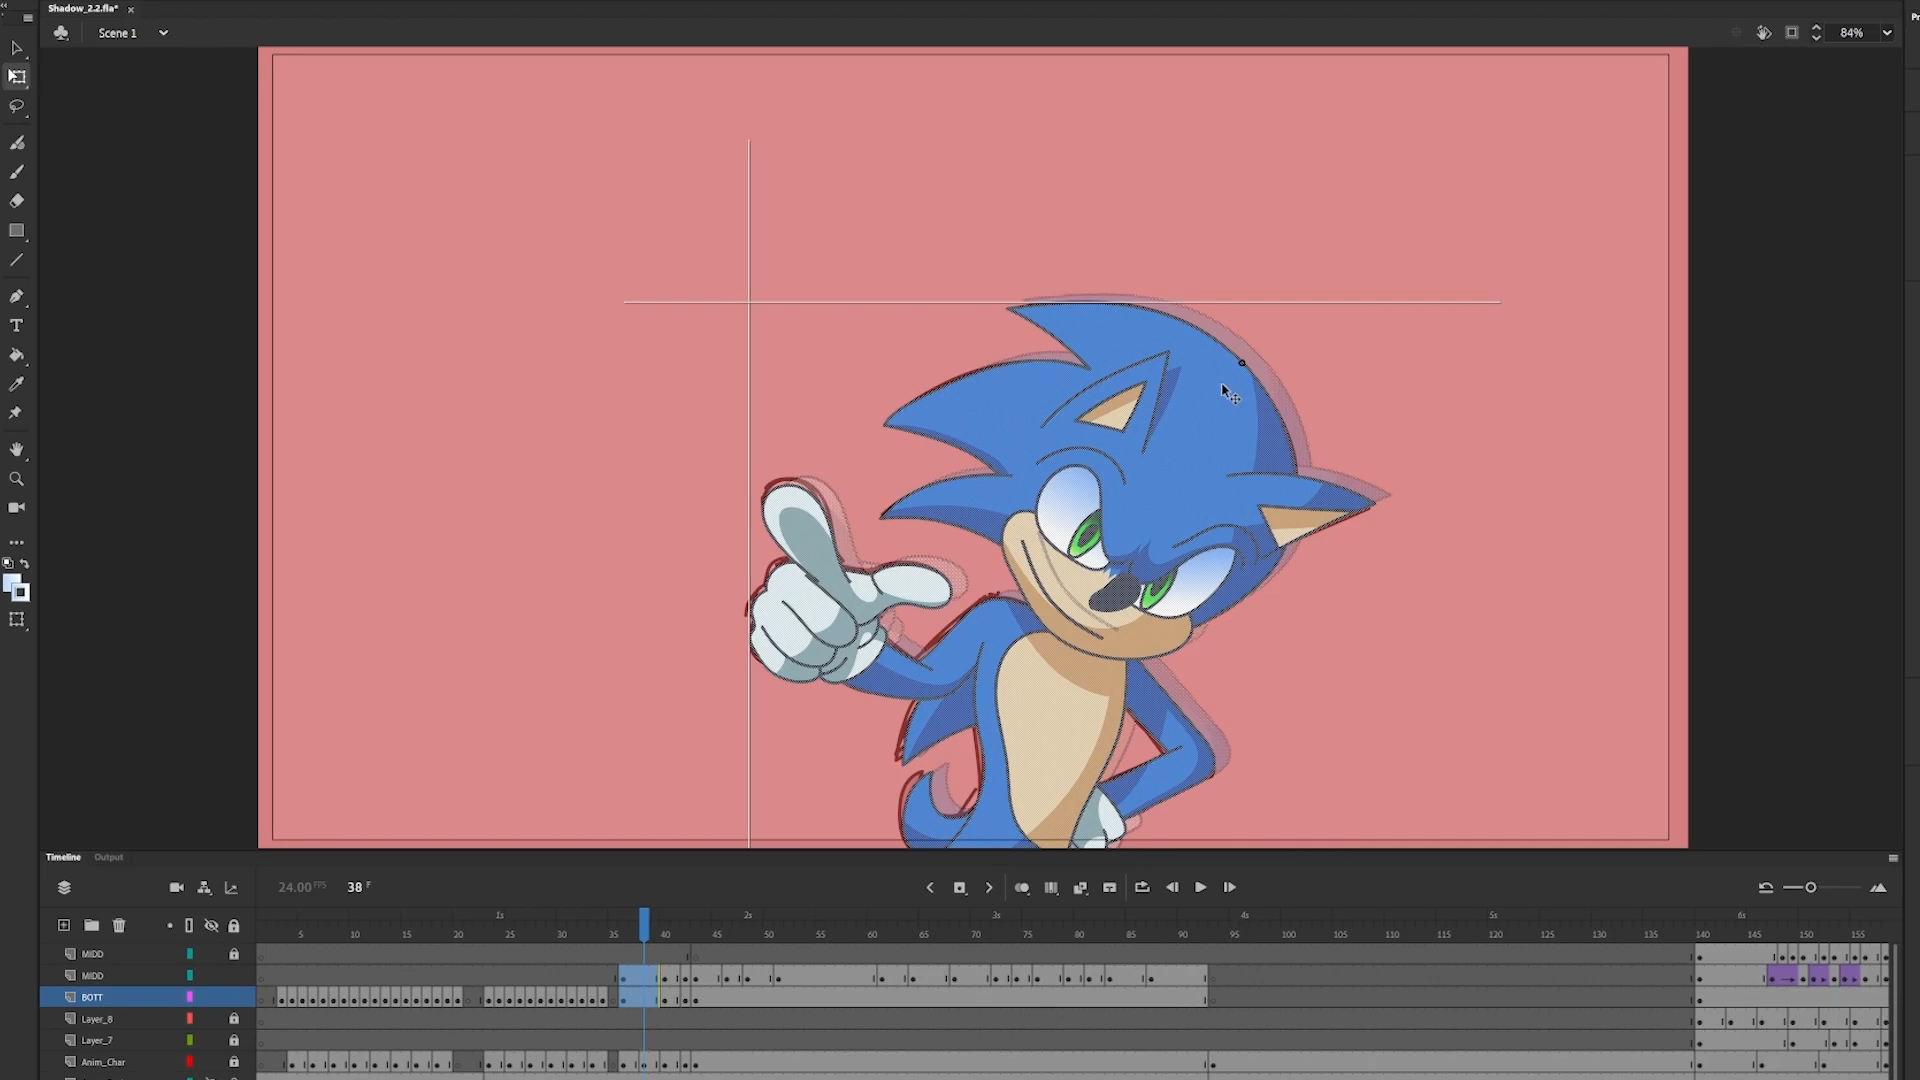 Shadow_2.2.fla* ×
Scene 1
84%
Pr
T
Timeline Output
24.00 FPS 38 F
1s 2s 3s 4s 5s 6s
5 10 15 20 25 30 35 40 45 50 55 60 65 70 75 80 85 90 95 100 105 110 115 120 125 130 135 140 145 150 155
MIDD
MIDD
BOTT
Layer_8
Layer_7
Anim_Char